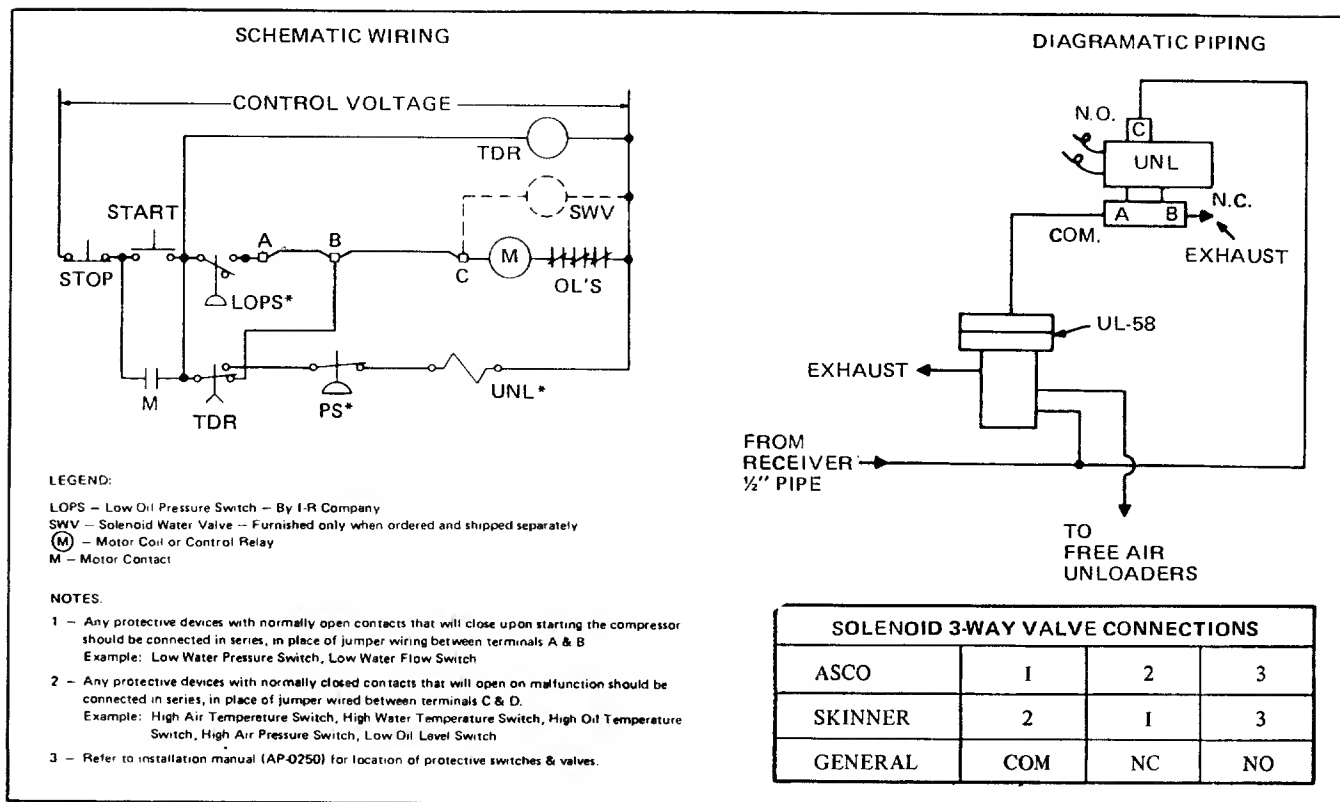 SCHEMATIC WIRING
CONTROL VOLTAGE
TDR
SWV
START
A
B
STOP
LOPS*
C
M
OL'S
M
TDR
PS*
UNL*
DIAGRAMATIC PIPING
N.O.
C
UNL
A
B
N.C.
COM.
EXHAUST
UL-58
EXHAUST
FROM
RECEIVER
½" PIPE
TO
FREE AIR
UNLOADERS
LEGEND:
LOPS – Low Oil Pressure Switch – By I-R Company
SWV – Solenoid Water Valve – Furnished only when ordered and shipped separately
M – Motor Coil or Control Relay
M – Motor Contact
NOTES.
1 – Any protective devices with normally open contacts that will close upon starting the compressor
should be connected in series, in place of jumper wiring between terminals A & B
Example: Low Water Pressure Switch, Low Water Flow Switch
2 – Any protective devices with normally closed contacts that will open on malfunction should be
connected in series, in place of jumper wired between terminals C & D.
Example: High Air Temperature Switch, High Water Temperature Switch, High Oil Temperature
Switch, High Air Pressure Switch, Low Oil Level Switch
3 – Refer to installation manual (AP-0250) for location of protective switches & valves.
SOLENOID 3-WAY VALVE CONNECTIONS
ASCO 1 2 3
SKINNER 2 1 3
GENERAL COM NC NO